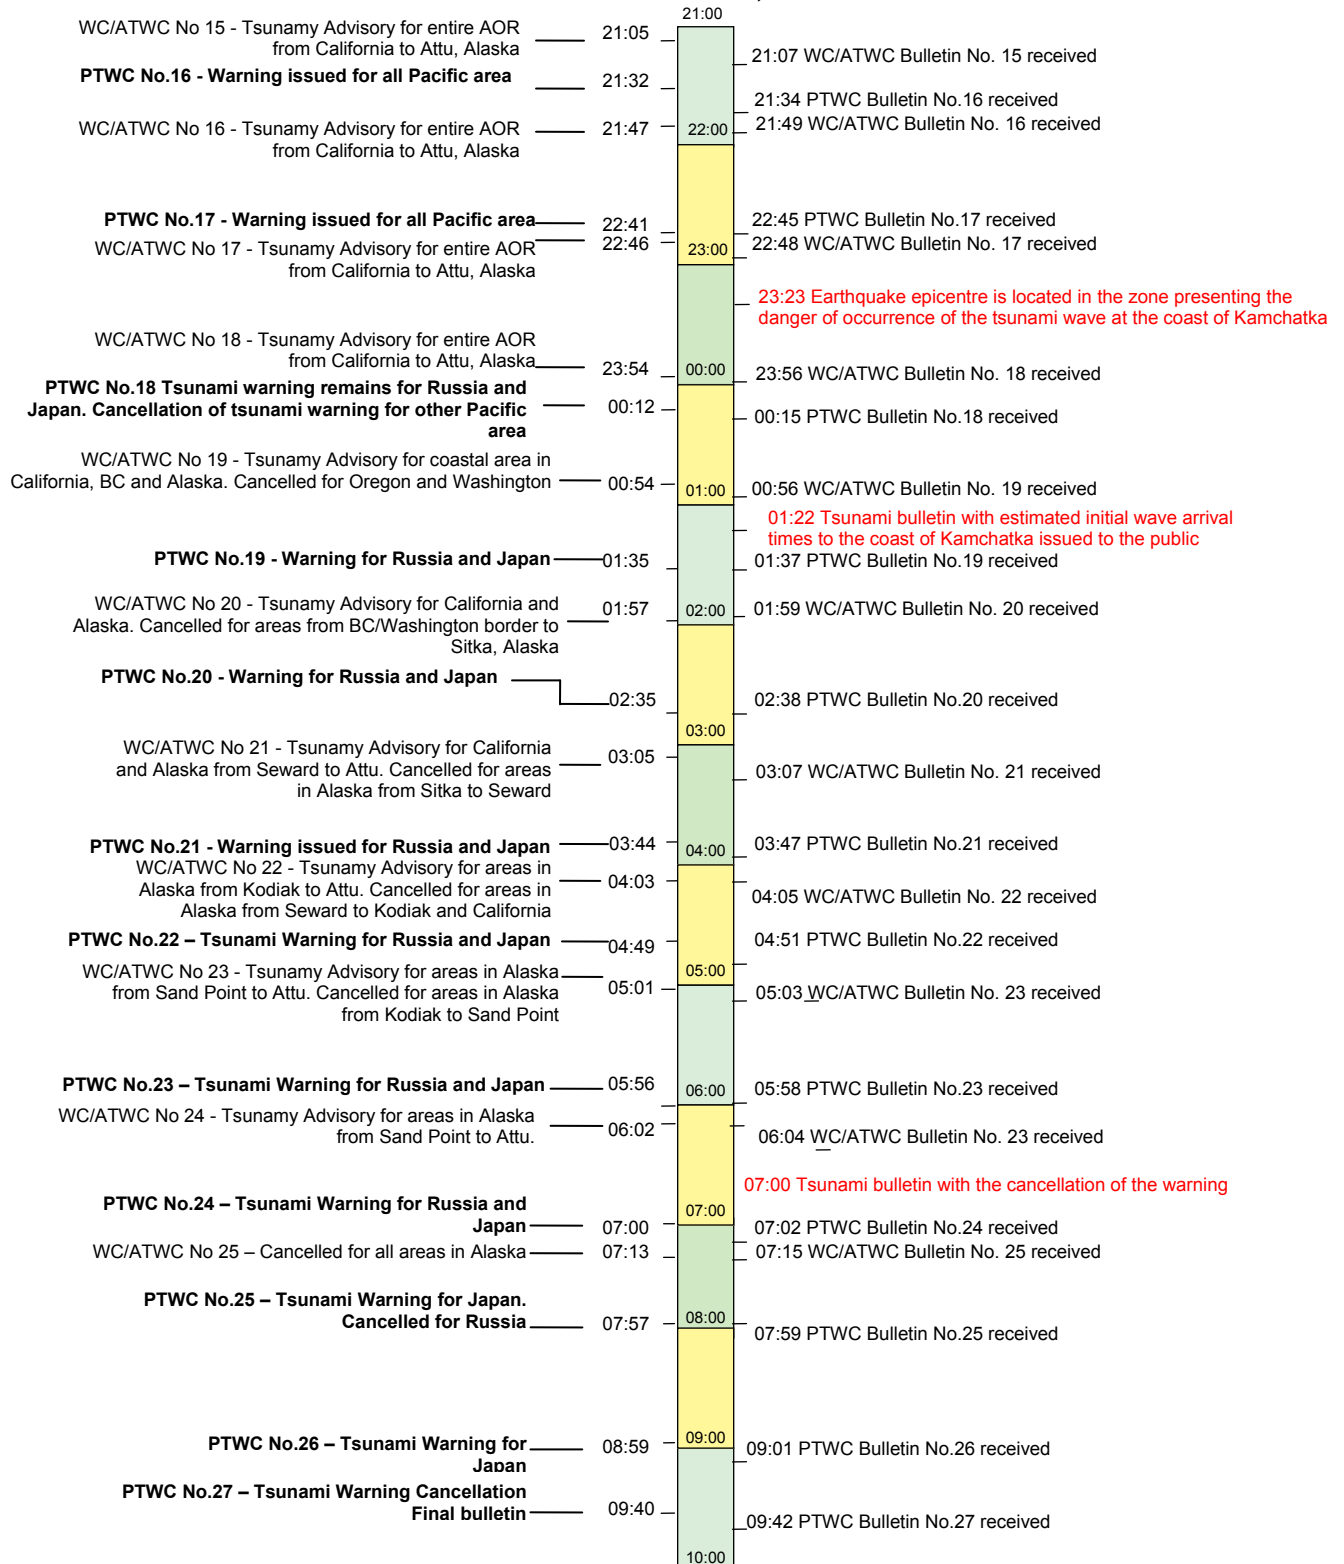 21:00
WC/ATWC No 15 - Tsunamy Advisory for entire AOR
from California to Attu, Alaska
21:05
21:07 WC/ATWC Bulletin No. 15 received
PTWC No.16 - Warning issued for all Pacific area
21:32
21:34 PTWC Bulletin No.16 received
WC/ATWC No 16 - Tsunamy Advisory for entire AOR
from California to Attu, Alaska
21:47
22:00
21:49 WC/ATWC Bulletin No. 16 received
PTWC No.17 - Warning issued for all Pacific area
22:41
22:45 PTWC Bulletin No.17 received
WC/ATWC No 17 - Tsunamy Advisory for entire AOR
from California to Attu, Alaska
22:46
23:00
22:48 WC/ATWC Bulletin No. 17 received
23:23 Earthquake epicentre is located in the zone presenting the
danger of occurrence of the tsunami wave at the coast of Kamchatka
WC/ATWC No 18 - Tsunamy Advisory for entire AOR
from California to Attu, Alaska
23:54
00:00
23:56 WC/ATWC Bulletin No. 18 received
PTWC No.18 Tsunami warning remains for Russia and
Japan. Cancellation of tsunami warning for other Pacific
area
00:12
00:15 PTWC Bulletin No.18 received
WC/ATWC No 19 - Tsunamy Advisory for coastal area in
California, BC and Alaska. Cancelled for Oregon and Washington
00:54
01:00
00:56 WC/ATWC Bulletin No. 19 received
01:22 Tsunami bulletin with estimated initial wave arrival
times to the coast of Kamchatka issued to the public
PTWC No.19 - Warning for Russia and Japan
01:35
01:37 PTWC Bulletin No.19 received
WC/ATWC No 20 - Tsunamy Advisory for California and
Alaska. Cancelled for areas from BC/Washington border to
Sitka, Alaska
01:57
02:00
01:59 WC/ATWC Bulletin No. 20 received
PTWC No.20 - Warning for Russia and Japan
02:35
02:38 PTWC Bulletin No.20 received
03:00
WC/ATWC No 21 - Tsunamy Advisory for California
and Alaska from Seward to Attu. Cancelled for areas
in Alaska from Sitka to Seward
03:05
03:07 WC/ATWC Bulletin No. 21 received
PTWC No.21 - Warning issued for Russia and Japan
03:44
04:00
03:47 PTWC Bulletin No.21 received
WC/ATWC No 22 - Tsunamy Advisory for areas in
Alaska from Kodiak to Attu. Cancelled for areas in
Alaska from Seward to Kodiak and California
04:03
04:05 WC/ATWC Bulletin No. 22 received
PTWC No.22 – Tsunami Warning for Russia and Japan
04:49
04:51 PTWC Bulletin No.22 received
05:00
WC/ATWC No 23 - Tsunamy Advisory for areas in Alaska
from Sand Point to Attu. Cancelled for areas in Alaska
from Kodiak to Sand Point
05:01
05:03 WC/ATWC Bulletin No. 23 received
PTWC No.23 – Tsunami Warning for Russia and Japan
05:56
06:00
05:58 PTWC Bulletin No.23 received
WC/ATWC No 24 - Tsunamy Advisory for areas in Alaska
from Sand Point to Attu.
06:02
06:04 WC/ATWC Bulletin No. 23 received
07:00 Tsunami bulletin with the cancellation of the warning
PTWC No.24 – Tsunami Warning for Russia and
Japan
07:00
07:00
07:02 PTWC Bulletin No.24 received
WC/ATWC No 25 – Cancelled for all areas in Alaska
07:13
07:15 WC/ATWC Bulletin No. 25 received
PTWC No.25 – Tsunami Warning for Japan.
Cancelled for Russia
07:57
08:00
07:59 PTWC Bulletin No.25 received
PTWC No.26 – Tsunami Warning for
Japan
08:59
09:00
09:01 PTWC Bulletin No.26 received
PTWC No.27 – Tsunami Warning Cancellation
Final bulletin
09:40
09:42 PTWC Bulletin No.27 received
10:00